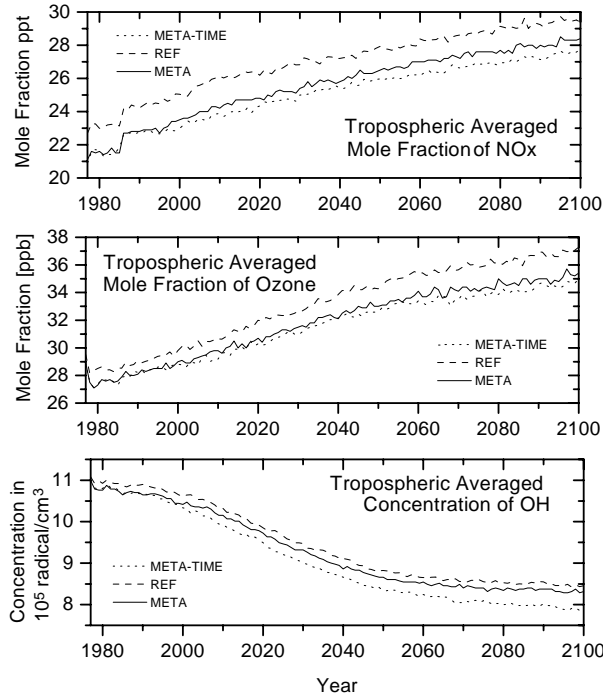 30
28
26
24
22
20
Mole Fraction ppt
META-TIME
REF
META
Tropospheric Averaged
Mole Fraction of NOx
1980 2000 2020 2040 2060 2080 2100
38
36
34
32
30
28
26
Mole Fraction [ppb]
Tropospheric Averaged
Mole Fraction of Ozone
META-TIME
REF
META
1980 2000 2020 2040 2060 2080 2100
11
10
9
8
Concentration in
10⁵ radical/cm³
Tropospheric Averaged
Concentration of OH
META-TIME
REF
META
1980 2000 2020 2040 2060 2080 2100
Year